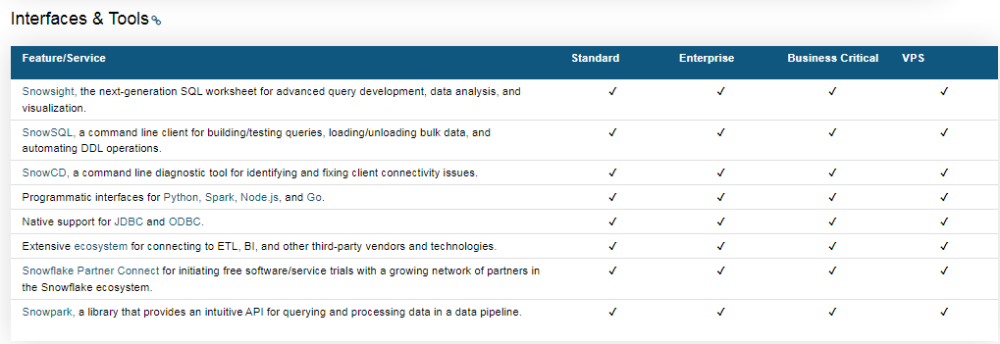 Interfaces & Tools
Feature/Service Standard Enterprise Business Critical VPS
Snowsight, the next-generation SQL worksheet for advanced query development, data analysis, and ✓ ✓ ✓ ✓
visualization.
SnowSQL, a command line client for building/testing queries, loading/unloading bulk data, and ✓ ✓ ✓ ✓
automating DDL operations.
SnowCD, a command line diagnostic tool for identifying and fixing client connectivity issues. ✓ ✓ ✓ ✓
Programmatic interfaces for Python, Spark, Node.js, and Go. ✓ ✓ ✓ ✓
Native support for JDBC and ODBC. ✓ ✓ ✓ ✓
Extensive ecosystem for connecting to ETL, BI, and other third-party vendors and technologies. ✓ ✓ ✓ ✓
Snowflake Partner Connect for initiating free software/service trials with a growing network of partners in ✓ ✓ ✓ ✓
the Snowflake ecosystem.
Snowpark, a library that provides an intuitive API for querying and processing data in a data pipeline. ✓ ✓ ✓ ✓